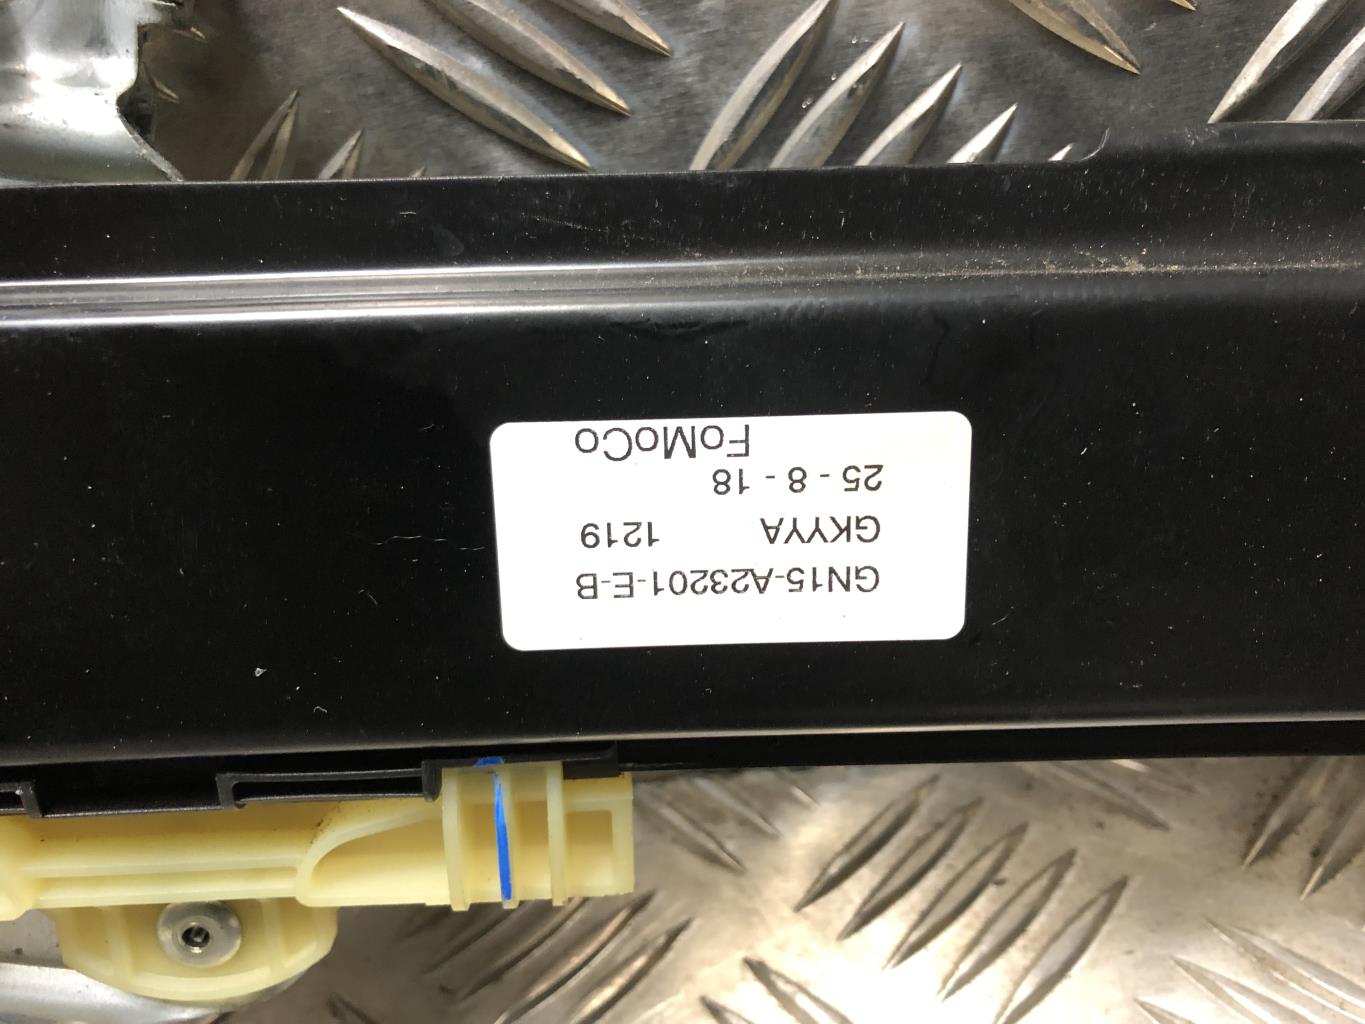 GN15-A23201-E-B
GKYYA 1219
25 - 8 - 18
FoMoCo